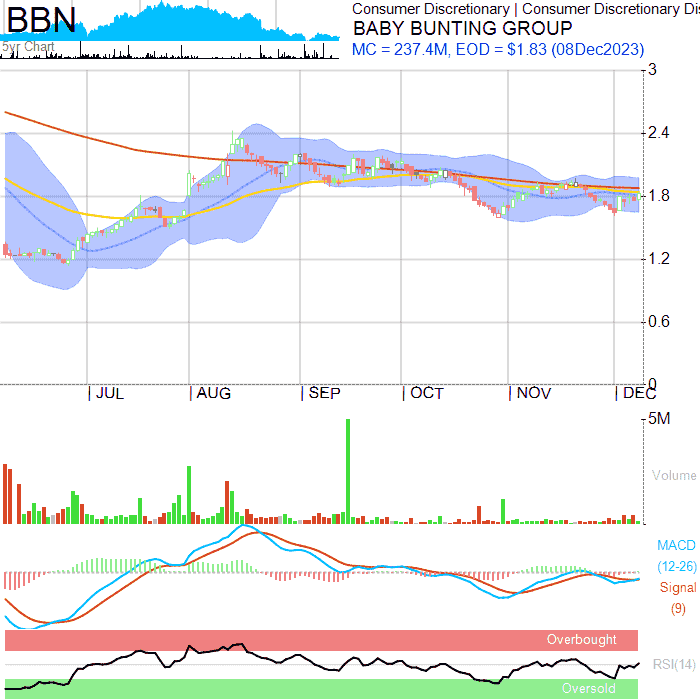 BBN
5yr Chart
Consumer Discretionary | Consumer Discretionary Dis
BABY BUNTING GROUP
MC = 237.4M, EOD = $1.83 (08Dec2023)
3
2.4
1.8
1.2
0.6
0
JUL AUG SEP OCT NOV DEC
5M
Volume
MACD
(12-26)
Signal
(9)
Overbought
RSI(14)
Oversold